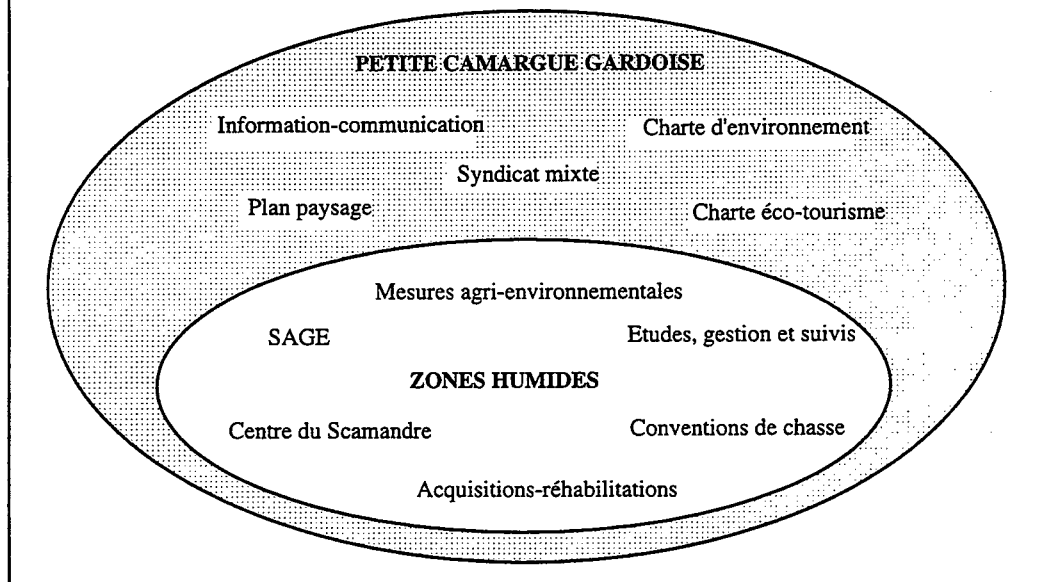 PETITE CAMARGUE GARDOISE
Information-communication
Charte d'environnement
Syndicat mixte
Plan paysage
Charte éco-tourisme
Mesures agri-environnementales
SAGE
Etudes, gestion et suivis
ZONES HUMIDES
Centre du Scamandre
Conventions de chasse
Acquisitions-réhabilitations